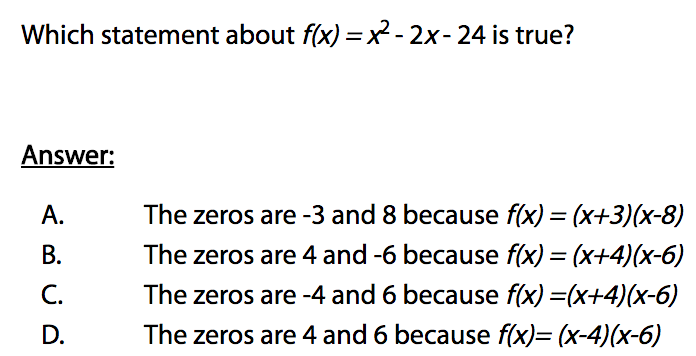 Which statement about f(x) = x² - 2x - 24 is true?
Answer:
A. The zeros are -3 and 8 because f(x) = (x+3)(x-8)
B. The zeros are 4 and -6 because f(x) = (x+4)(x-6)
C. The zeros are -4 and 6 because f(x) =(x+4)(x-6)
D. The zeros are 4 and 6 because f(x)= (x-4)(x-6)